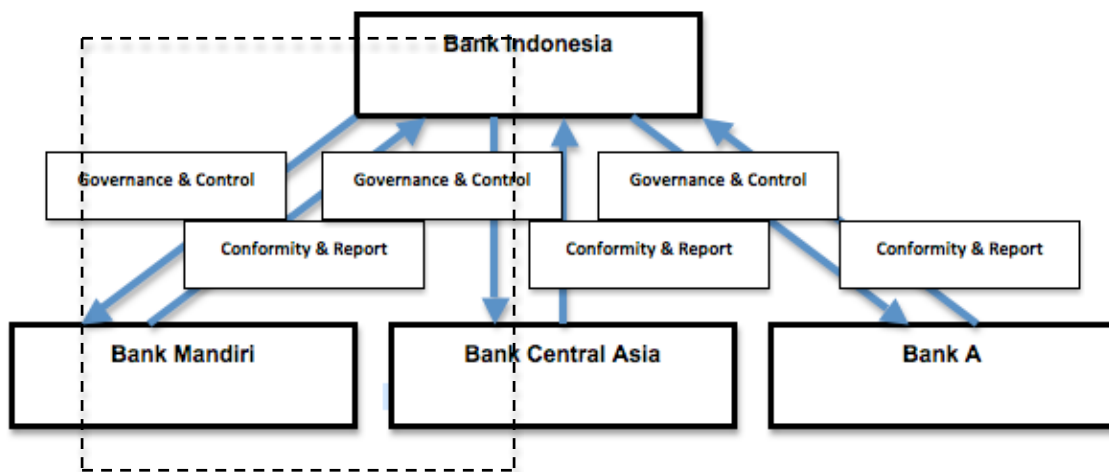 Bank Indonesia
Governance & Control
Governance & Control
Governance & Control
Conformity & Report
Conformity & Report
Conformity & Report
Bank Mandiri
Bank Central Asia
Bank A